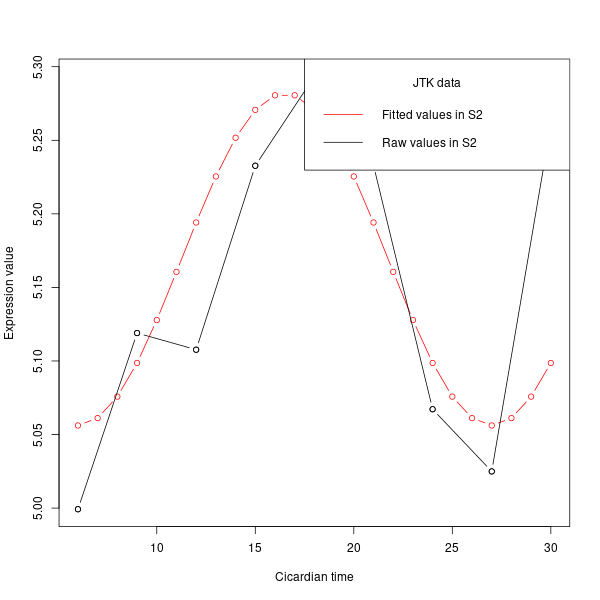 JTK data
Fitted values in S2
Raw values in S2
Expression value
5.30
5.25
5.20
5.15
5.10
5.05
5.00
10 15 20 25 30
Cicardian time